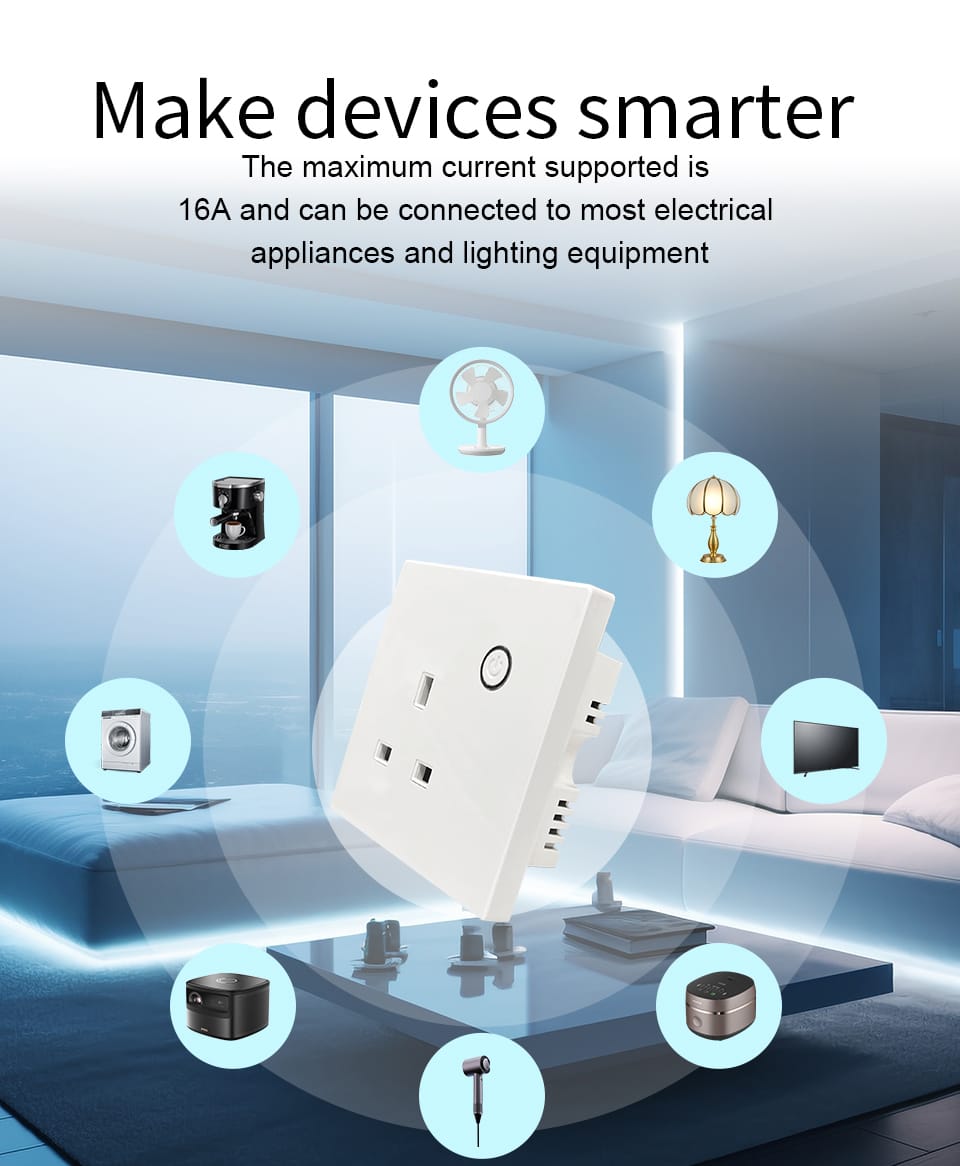 Make devices smarter
The maximum current supported is
16A and can be connected to most electrical
appliances and lighting equipment